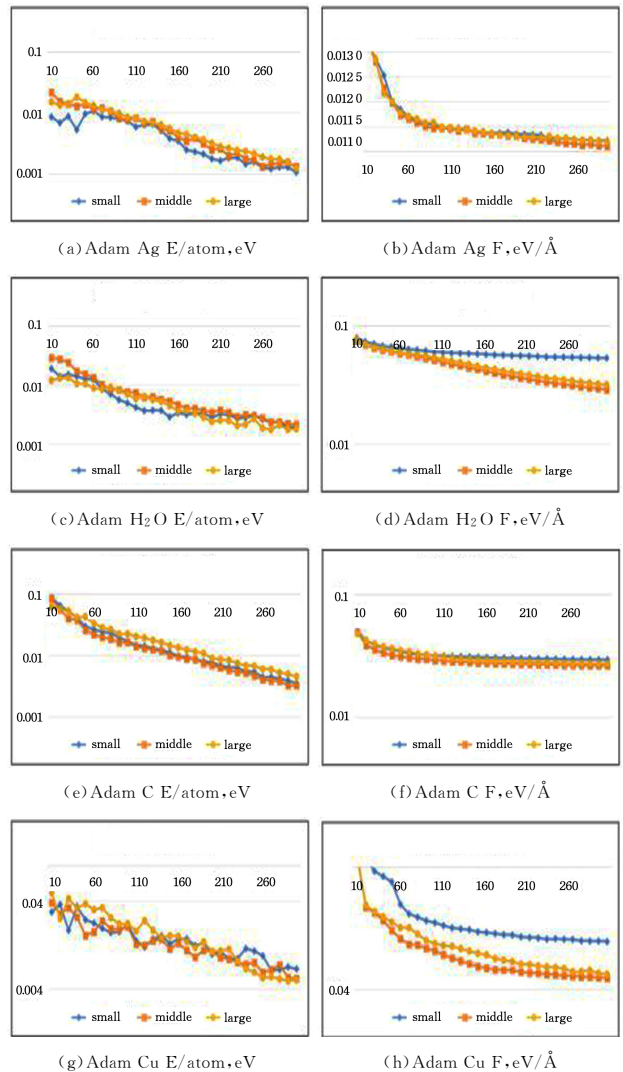 0.1
10 60 110 160 210 260
0.01
0.001
small middle large
(a)Adam Ag E/atom,eV
0.013 0
0.012 5
0.012 0
0.011 5
0.011 0
10 60 110 160 210 260
small middle large
(b)Adam Ag F,eV/Å
0.1
10 60 110 160 210 260
0.01
0.001
small middle large
(c)Adam H₂O E/atom,eV
0.1
10 60 110 160 210 260
0.01
small middle large
(d)Adam H₂O F,eV/Å
0.1
10 60 110 160 210 260
0.01
0.001
small middle large
(e)Adam C E/atom,eV
0.1
10 60 110 160 210 260
0.01
small middle large
(f)Adam C F,eV/Å
10 60 110 160 210 260
0.04
0.004
small middle large
(g)Adam Cu E/atom,eV
10 60 110 160 210 260
0.04
small middle large
(h)Adam Cu F,eV/Å